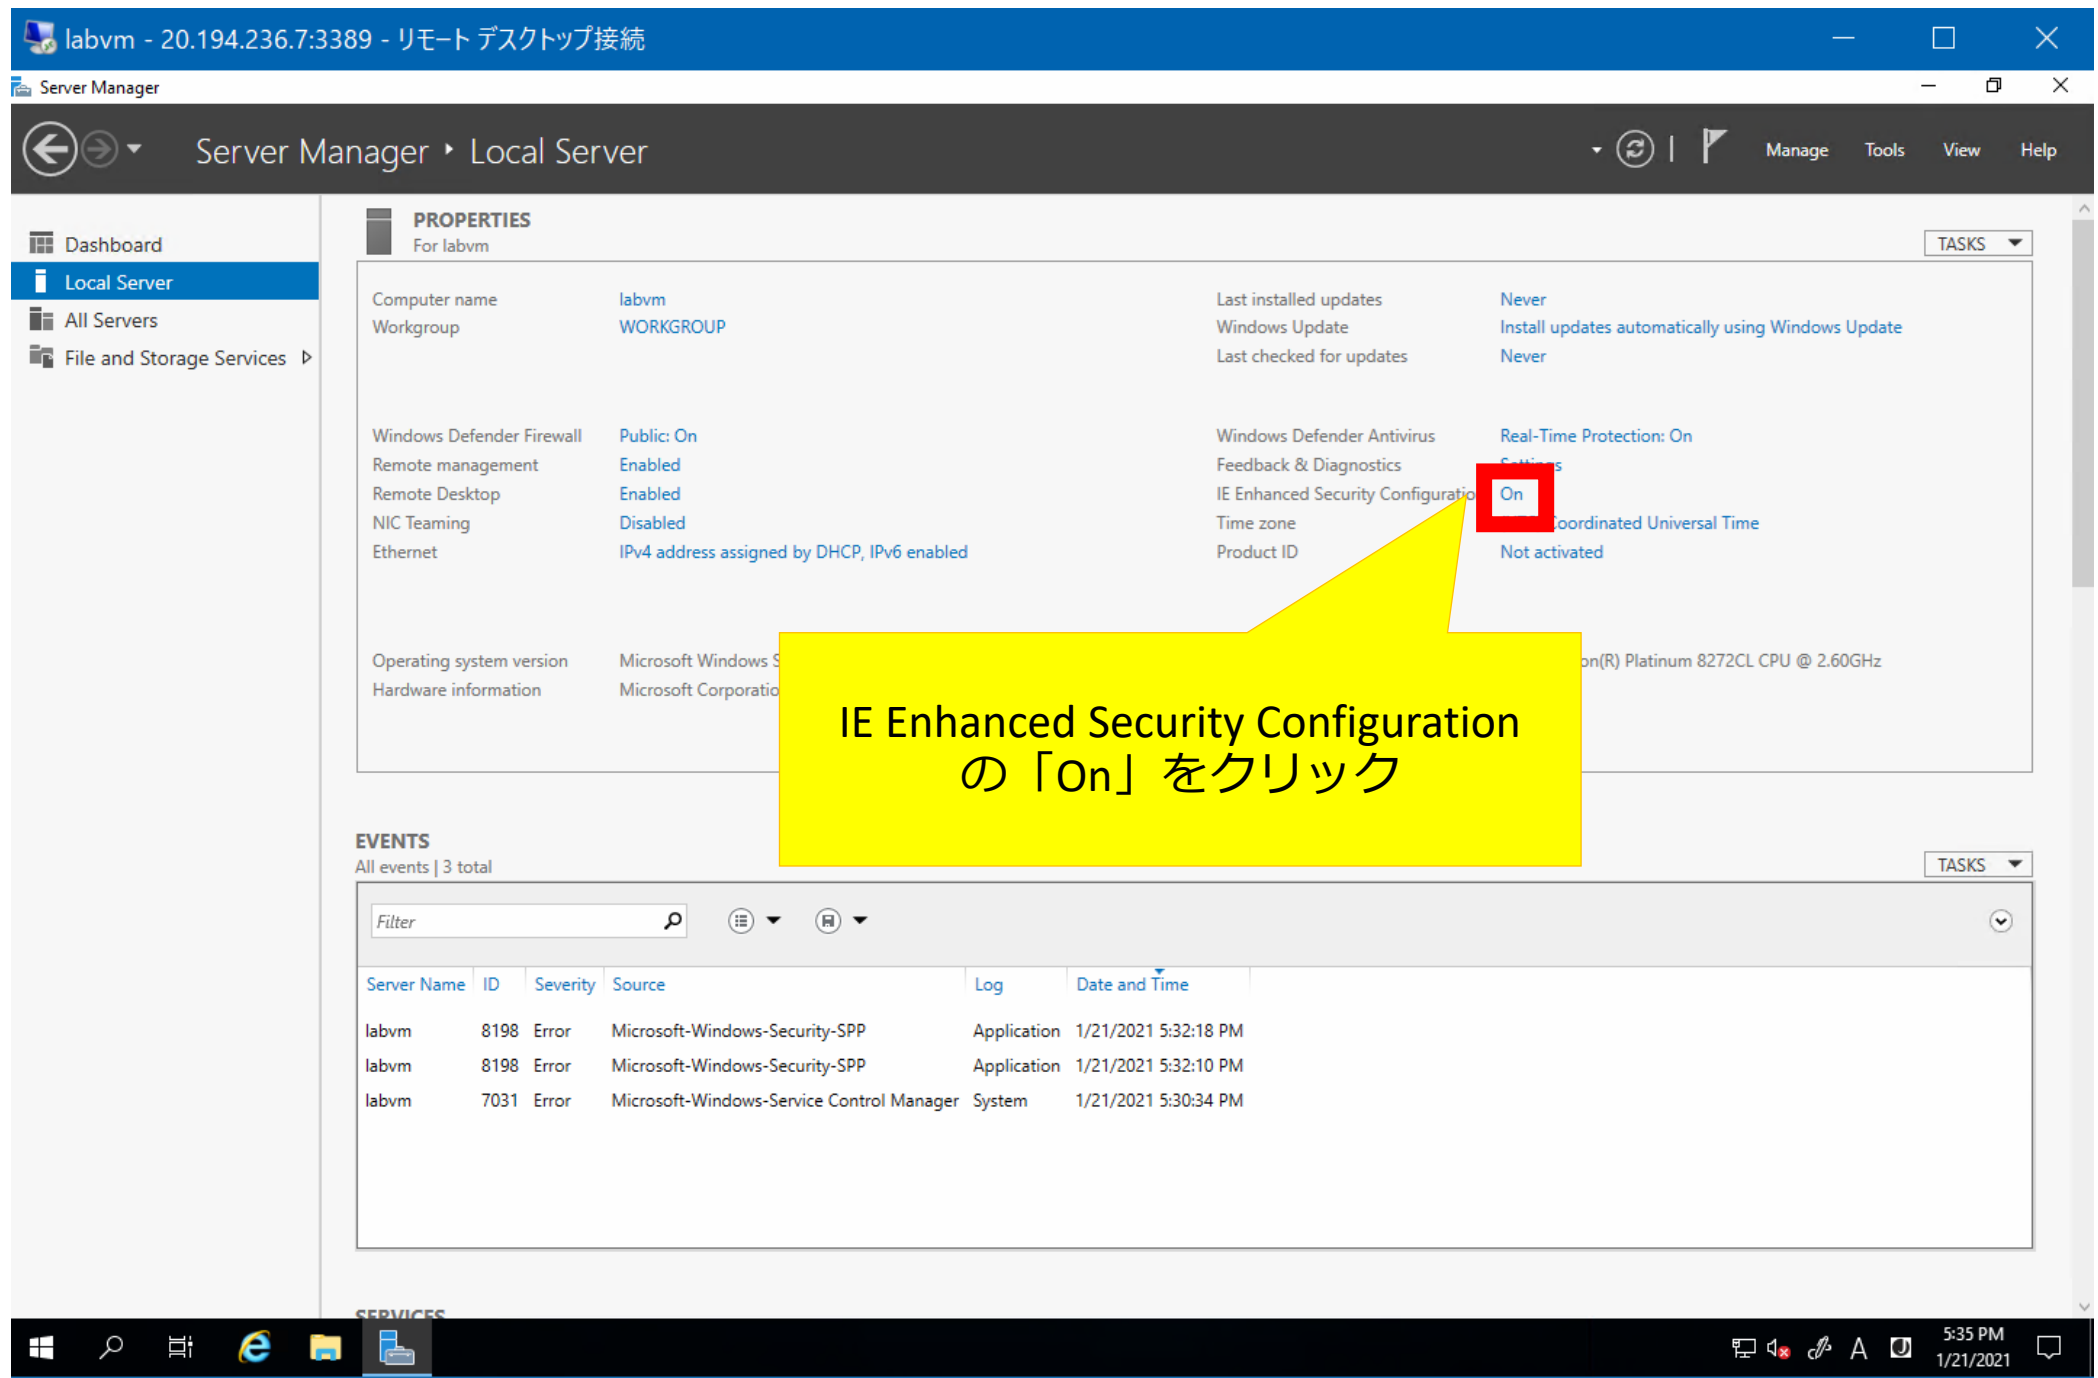 labvm - 20.194.236.7:3389 - リモート デスクトップ接続
Server Manager
Server Manager ‣ Local Server
Manage Tools View Help
Dashboard
Local Server
All Servers
File and Storage Services
PROPERTIES
For labvm
TASKS
Computer name labvm
Workgroup WORKGROUP
Last installed updates Never
Windows Update Install updates automatically using Windows Update
Last checked for updates Never
Windows Defender Firewall Public: On
Remote management Enabled
Remote Desktop Enabled
NIC Teaming Disabled
Ethernet IPv4 address assigned by DHCP, IPv6 enabled
Windows Defender Antivirus Real-Time Protection: On
Feedback & Diagnostics Settings
IE Enhanced Security Configuratio On
Time zone Coordinated Universal Time
Product ID Not activated
Operating system version Microsoft Windows S
Hardware information Microsoft Corporatio
on(R) Platinum 8272CL CPU @ 2.60GHz
IE Enhanced Security Configuration
の「On」をクリック
EVENTS
All events | 3 total
TASKS
Filter
Server Name ID Severity Source Log Date and Time
labvm 8198 Error Microsoft-Windows-Security-SPP Application 1/21/2021 5:32:18 PM
labvm 8198 Error Microsoft-Windows-Security-SPP Application 1/21/2021 5:32:10 PM
labvm 7031 Error Microsoft-Windows-Service Control Manager System 1/21/2021 5:30:34 PM
SERVICES
A
5:35 PM
1/21/2021